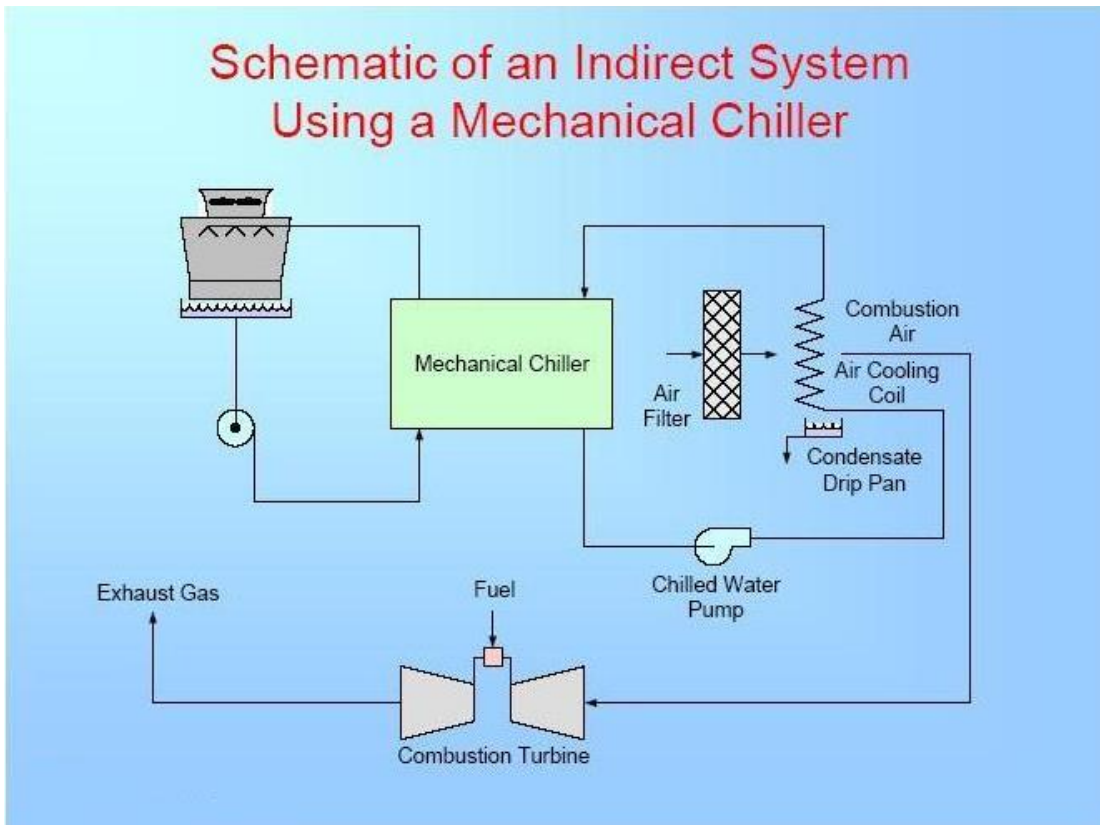 Schematic of an Indirect System
Using a Mechanical Chiller
Mechanical Chiller
Air
Filter
Combustion
Air
Air Cooling
Coil
Condensate
Drip Pan
Chilled Water
Pump
Exhaust Gas
Fuel
Combustion Turbine